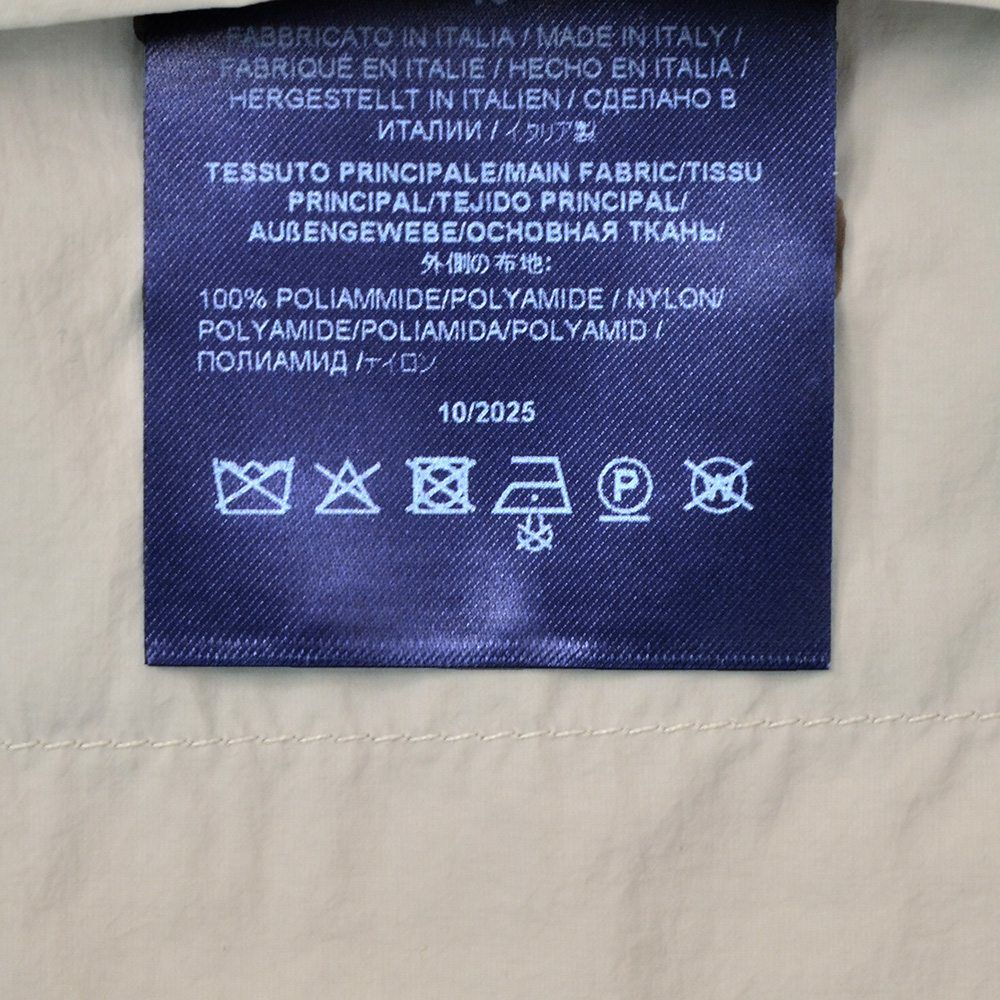 FABBRICATO IN ITALIA / MADE IN ITALY /
FABRIQUÉ EN ITALIE / HECHO EN ITALIA /
HERGESTELLT IN ITALIEN / СДЕЛАНО В
ИТАЛИИ / イタリア製
TESSUTO PRINCIPALE/MAIN FABRIC/TISSU
PRINCIPAL/TEJIDO PRINCIPAL/
AUßENGEWEBE/ОСНОВНАЯ ТКАНЬ/
外側の布地:
100% POLIAMMIDE/POLYAMIDE / NYLON/
POLYAMIDE/POLIAMIDA/POLYAMID /
ПОЛИАМИД /ナイロン
10/2025
P W